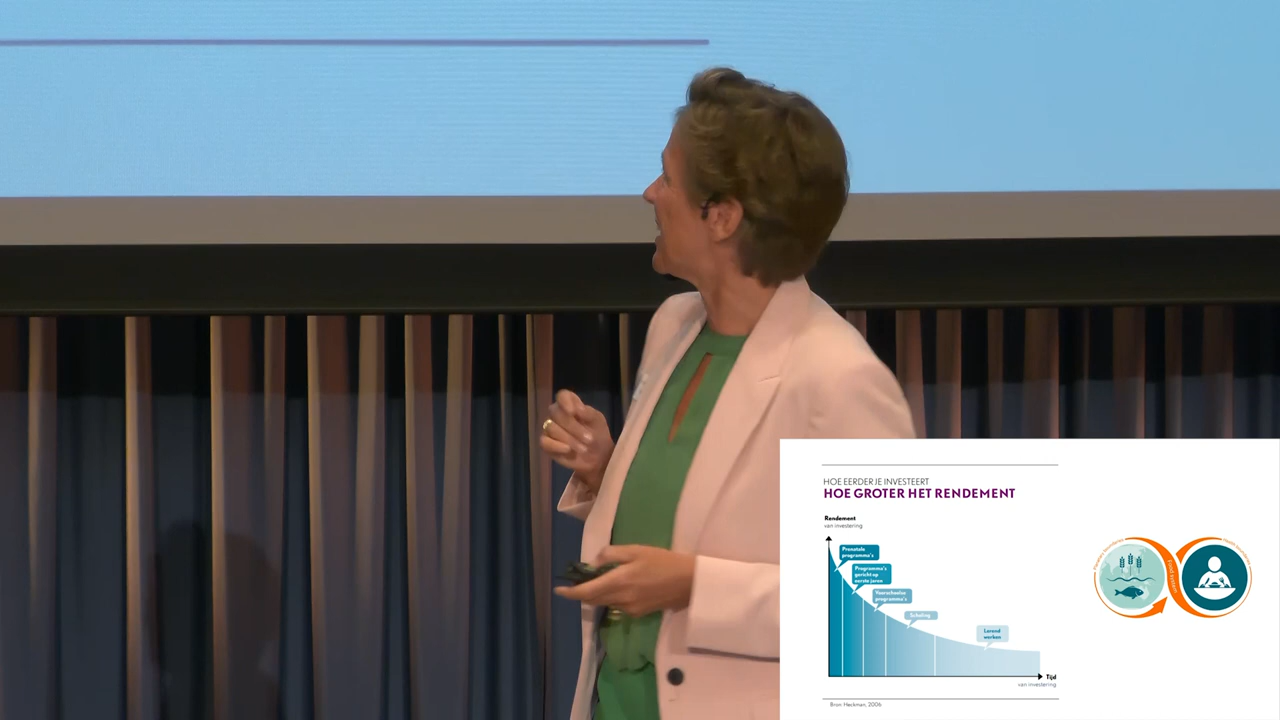 HOE EERDER JE INVESTEERT
HOE GROTER HET RENDEMENT
Rendement
van investering
Prenatale
programma's
Programma's
gericht op
eerste jaren
Voorschoolse
programma's
Scholing
Lerend
werken
Tijd
van investering
Bron: Heckman, 2006